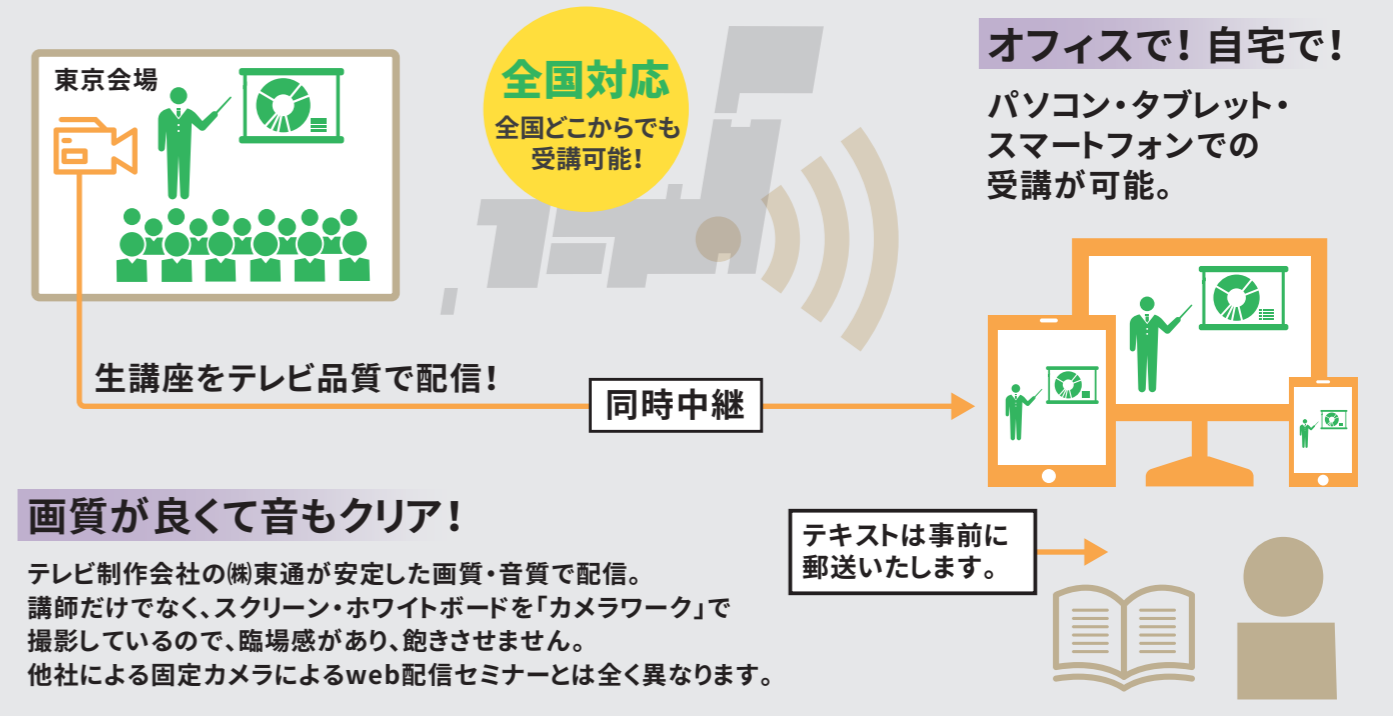 東京会場
全国対応
全国どこからでも
受講可能！
オフィスで！自宅で！
パソコン・タブレット・
スマートフォンでの
受講が可能。
生講座をテレビ品質で配信！
同時中継
画質が良くて音もクリア！
テレビ制作会社の㈱東通が安定した画質・音質で配信。
講師だけでなく、スクリーン・ホワイトボードを「カメラワーク」で
撮影しているので、臨場感があり、飽きさせません。
他社による固定カメラによるweb配信セミナーとは全く異なります。
テキストは事前に
郵送いたします。